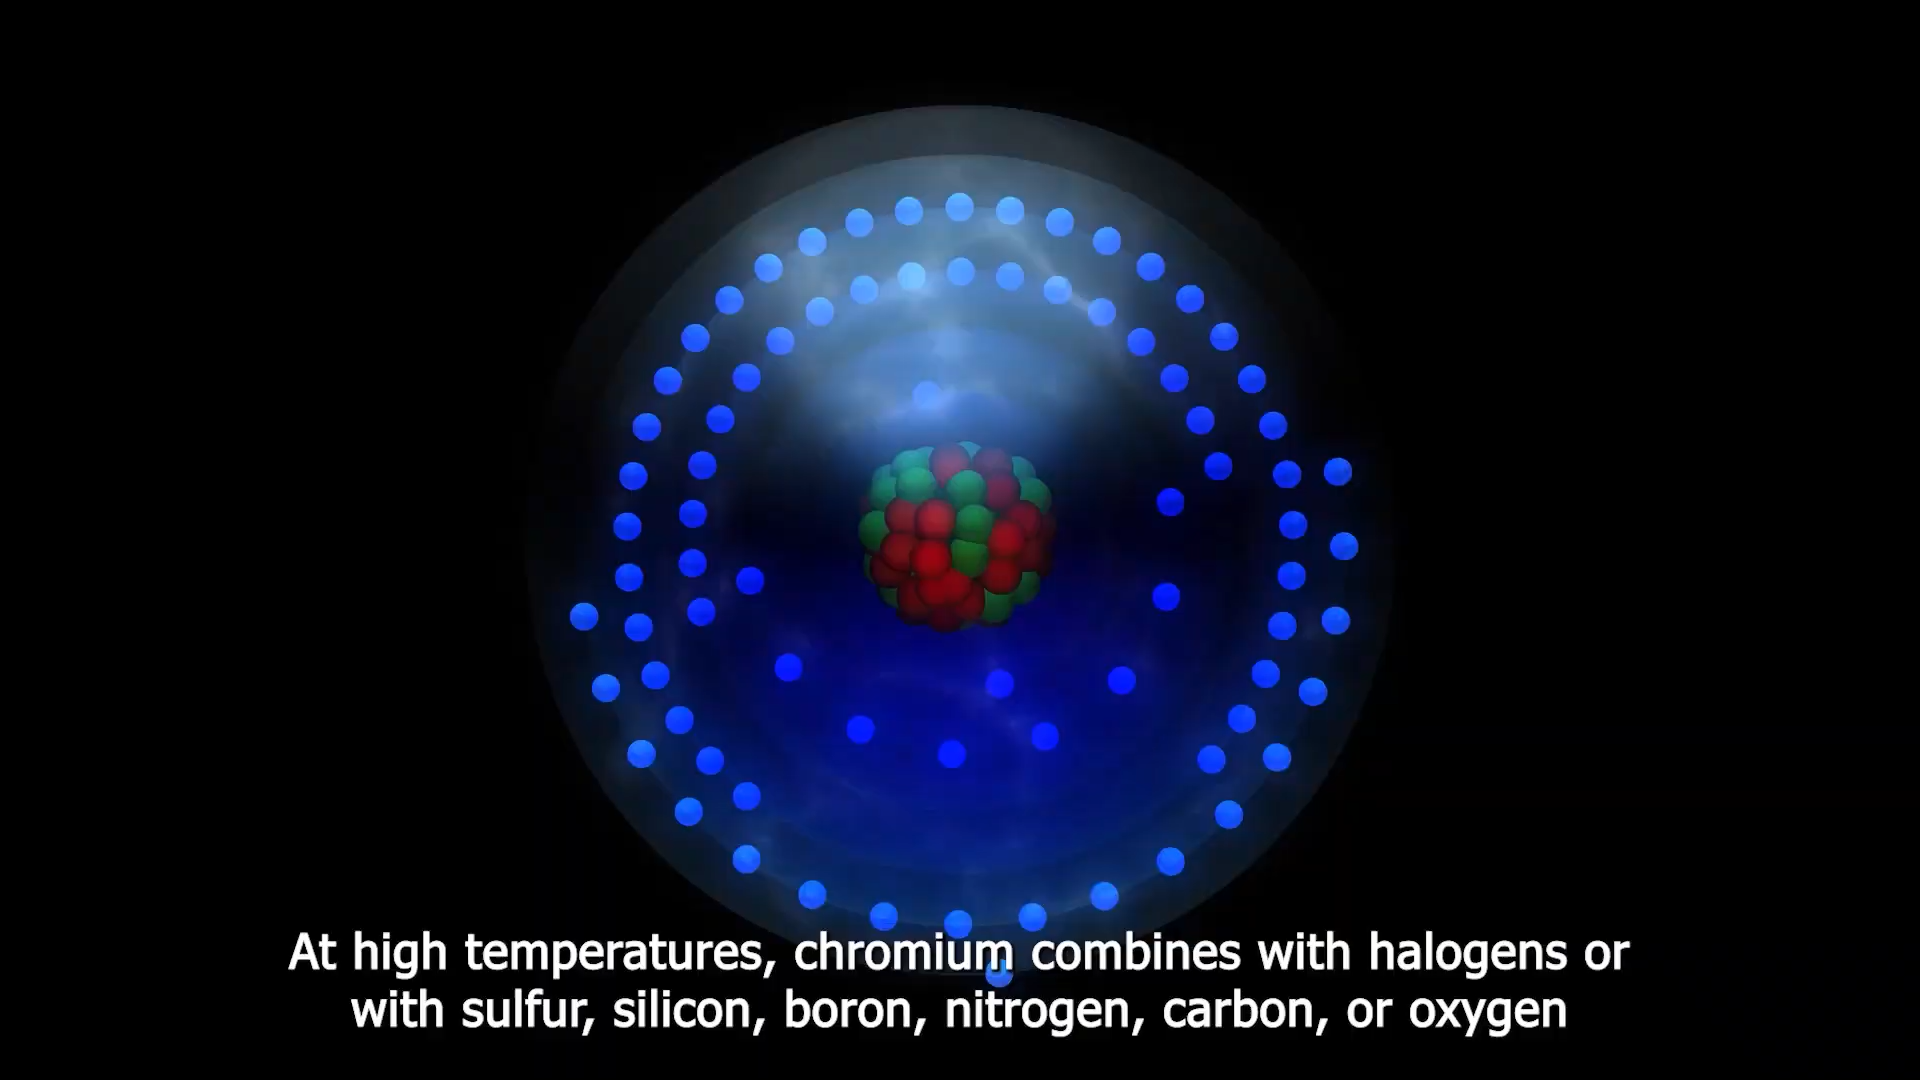 At high temperatures, chromium combines with halogens or
with sulfur, silicon, boron, nitrogen, carbon, or oxygen